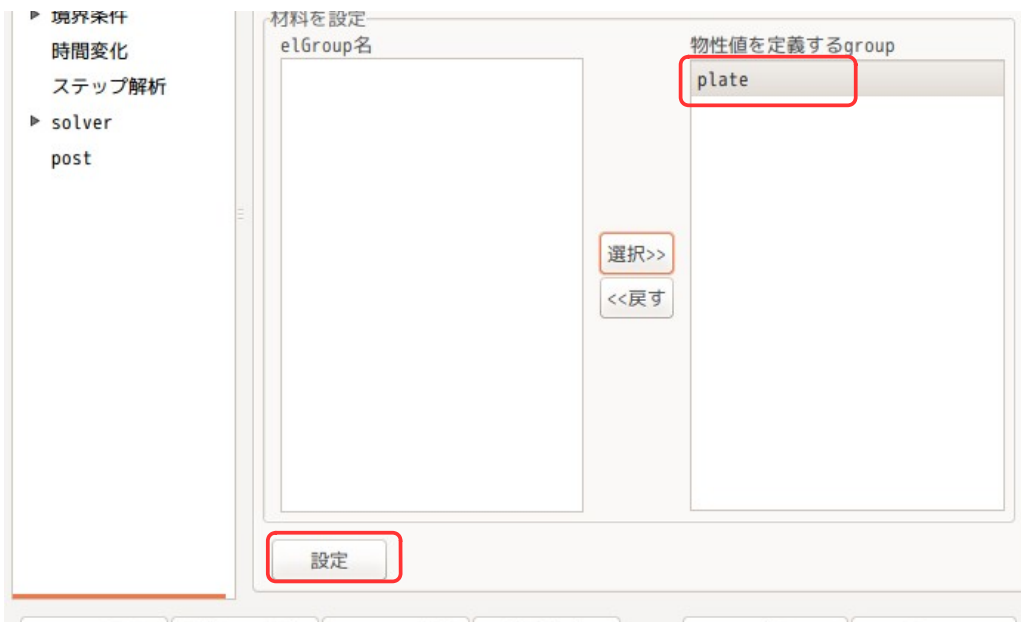 境界条件
時間変化
ステップ解析
solver
post
材料を設定
elGroup名
物性値を定義するgroup
plate
選択>>
<<戻す
設定